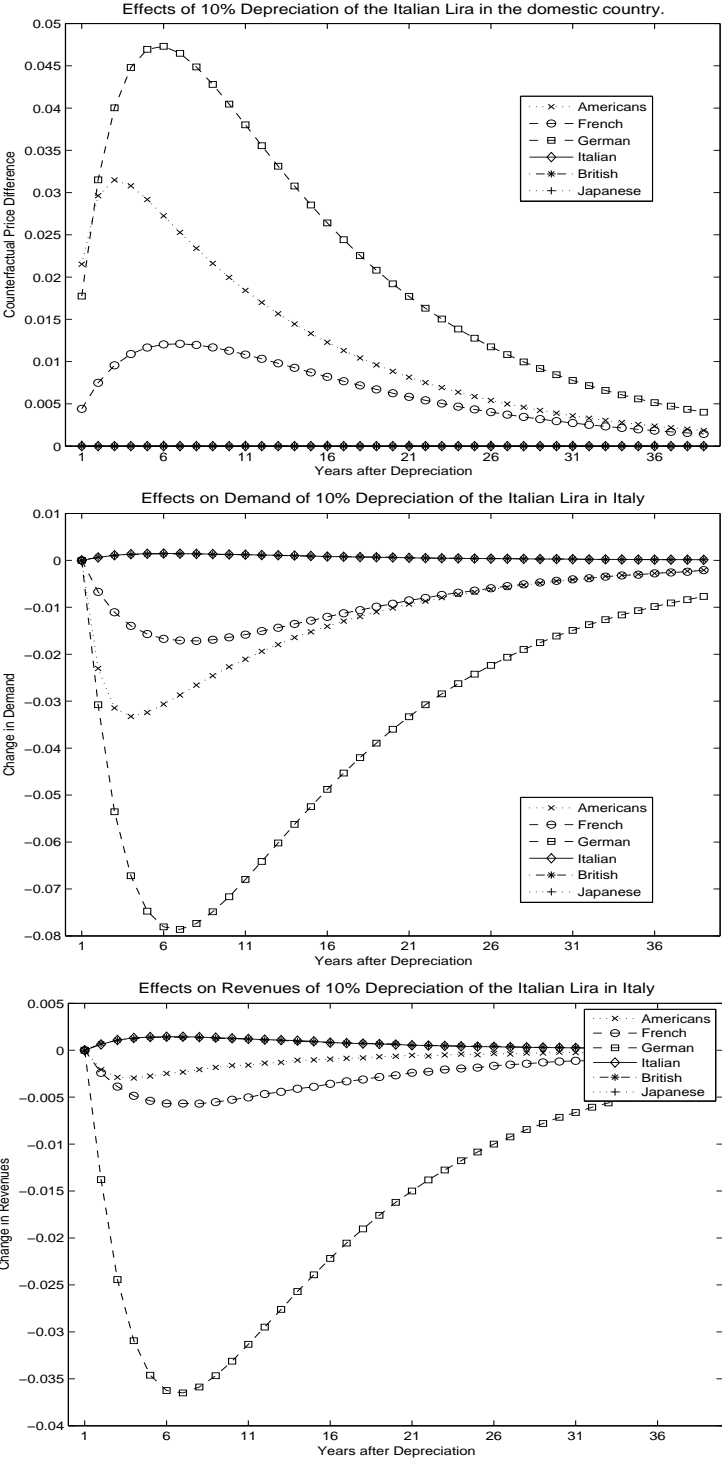 Effects of 10% Depreciation of the Italian Lira in the domestic country.
0.05
0.045
0.04
0.035
0.03
0.025
0.02
0.015
0.01
0.005
0
Counterfactual Price Difference
Americans
French
German
Italian
British
Japanese
1 6 11 16 21 26 31 36
Years after Depreciation
Effects on Demand of 10% Depreciation of the Italian Lira in Italy
0.01
0
−0.01
−0.02
−0.03
−0.04
−0.05
−0.06
−0.07
−0.08
Change in Demand
Americans
French
German
Italian
British
Japanese
1 6 11 16 21 26 31 36
Years after Depreciation
Effects on Revenues of 10% Depreciation of the Italian Lira in Italy
0.005
0
−0.005
−0.01
−0.015
−0.02
−0.025
−0.03
−0.035
−0.04
Change in Revenues
Americans
French
German
Italian
British
Japanese
1 6 11 16 21 26 31 36
Years after Depreciation